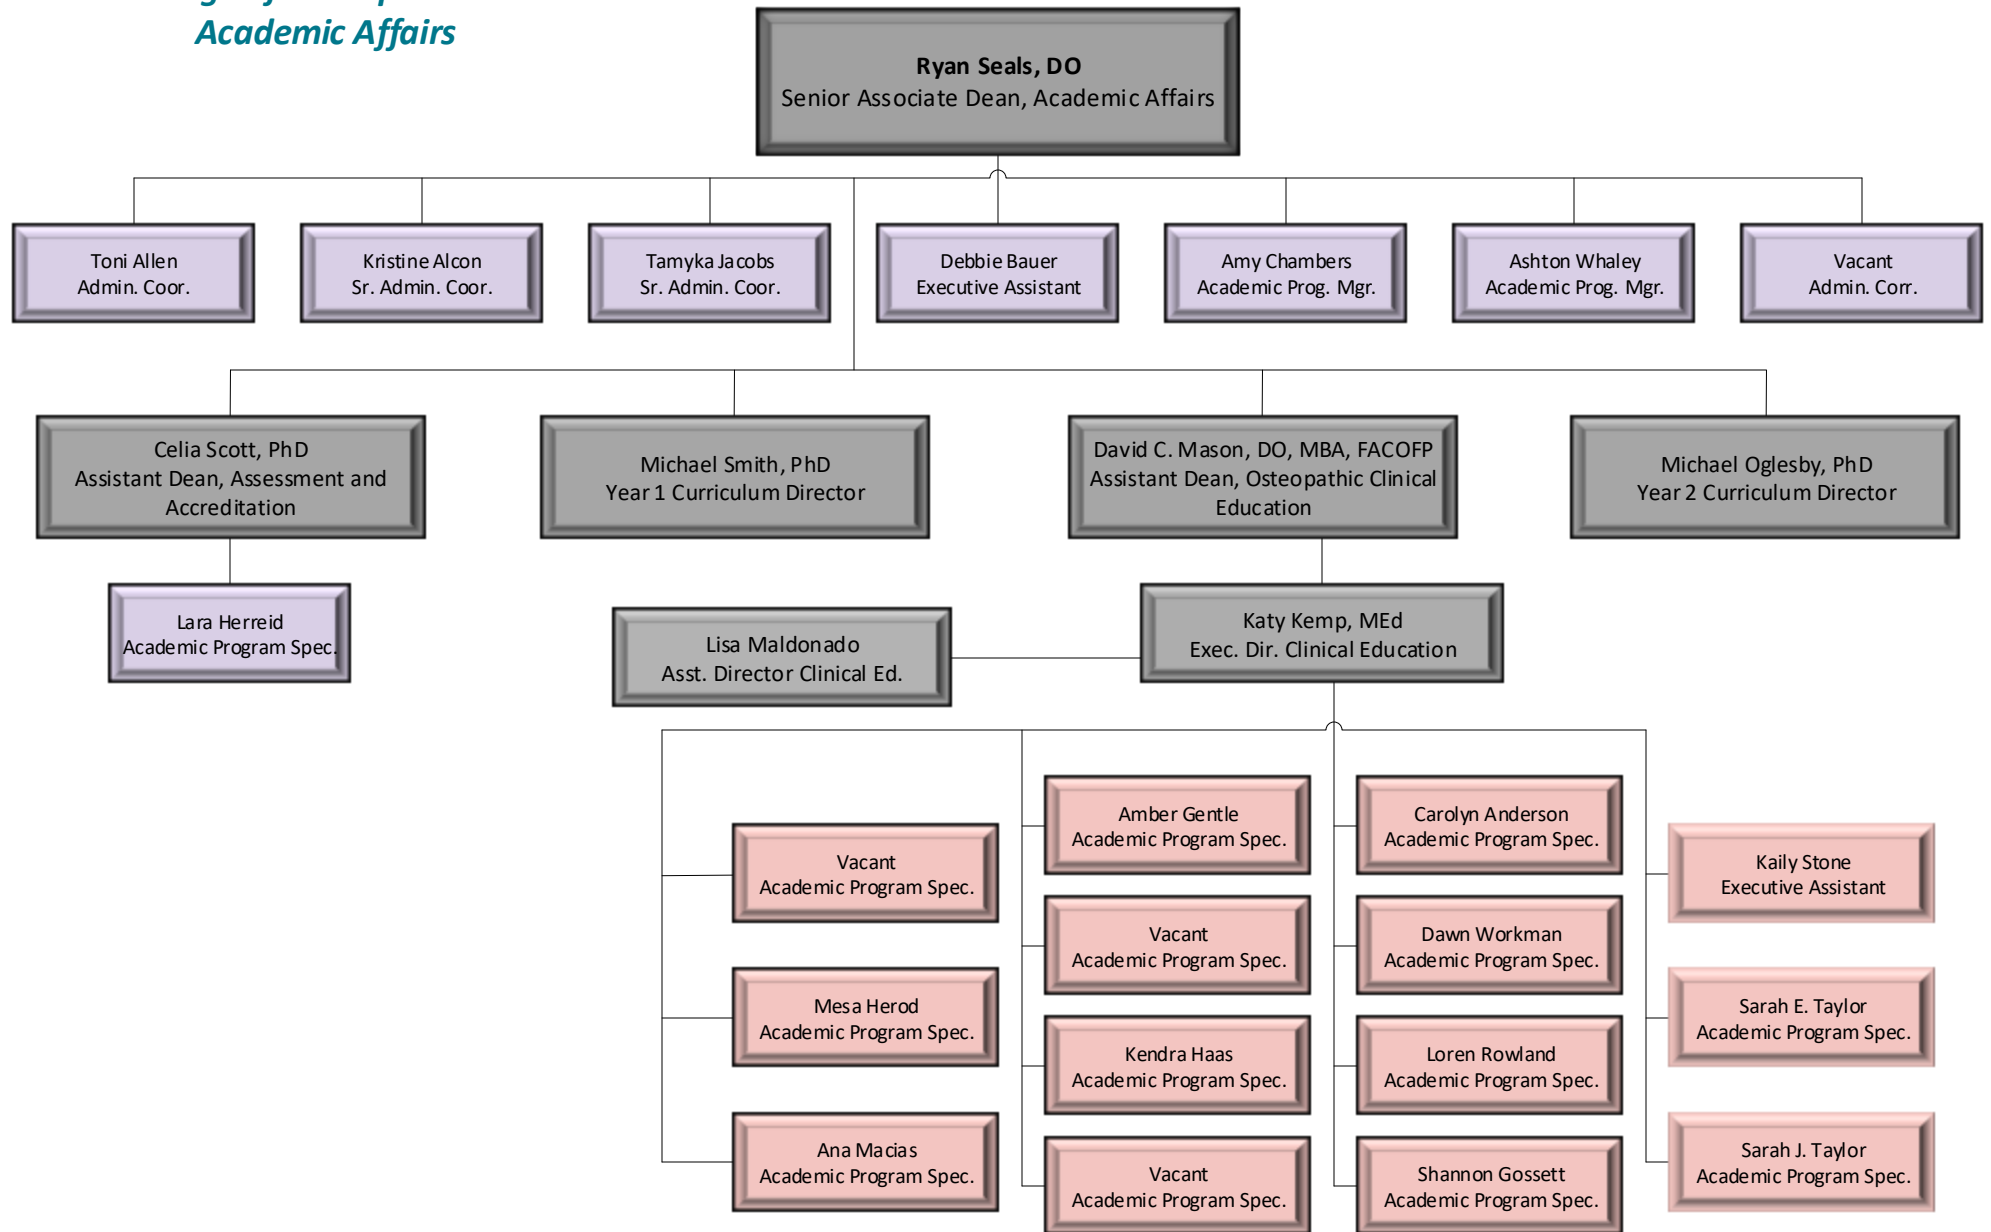 Academic Affairs
Ryan Seals, DO
Senior Associate Dean, Academic Affairs
Toni Allen
Admin. Coor.
Kristine Alcon
Sr. Admin. Coor.
Tamyka Jacobs
Sr. Admin. Coor.
Debbie Bauer
Executive Assistant
Amy Chambers
Academic Prog. Mgr.
Ashton Whaley
Academic Prog. Mgr.
Vacant
Admin. Corr.
Celia Scott, PhD
Assistant Dean, Assessment and
Accreditation
Michael Smith, PhD
Year 1 Curriculum Director
David C. Mason, DO, MBA, FACOFP
Assistant Dean, Osteopathic Clinical
Education
Michael Oglesby, PhD
Year 2 Curriculum Director
Lara Herreid
Academic Program Spec.
Lisa Maldonado
Asst. Director Clinical Ed.
Katy Kemp, MEd
Exec. Dir. Clinical Education
Vacant
Academic Program Spec.
Mesa Herod
Academic Program Spec.
Ana Macias
Academic Program Spec.
Amber Gentle
Academic Program Spec.
Vacant
Academic Program Spec.
Kendra Haas
Academic Program Spec.
Vacant
Academic Program Spec.
Carolyn Anderson
Academic Program Spec.
Dawn Workman
Academic Program Spec.
Loren Rowland
Academic Program Spec.
Shannon Gossett
Academic Program Spec.
Kaily Stone
Executive Assistant
Sarah E. Taylor
Academic Program Spec.
Sarah J. Taylor
Academic Program Spec.